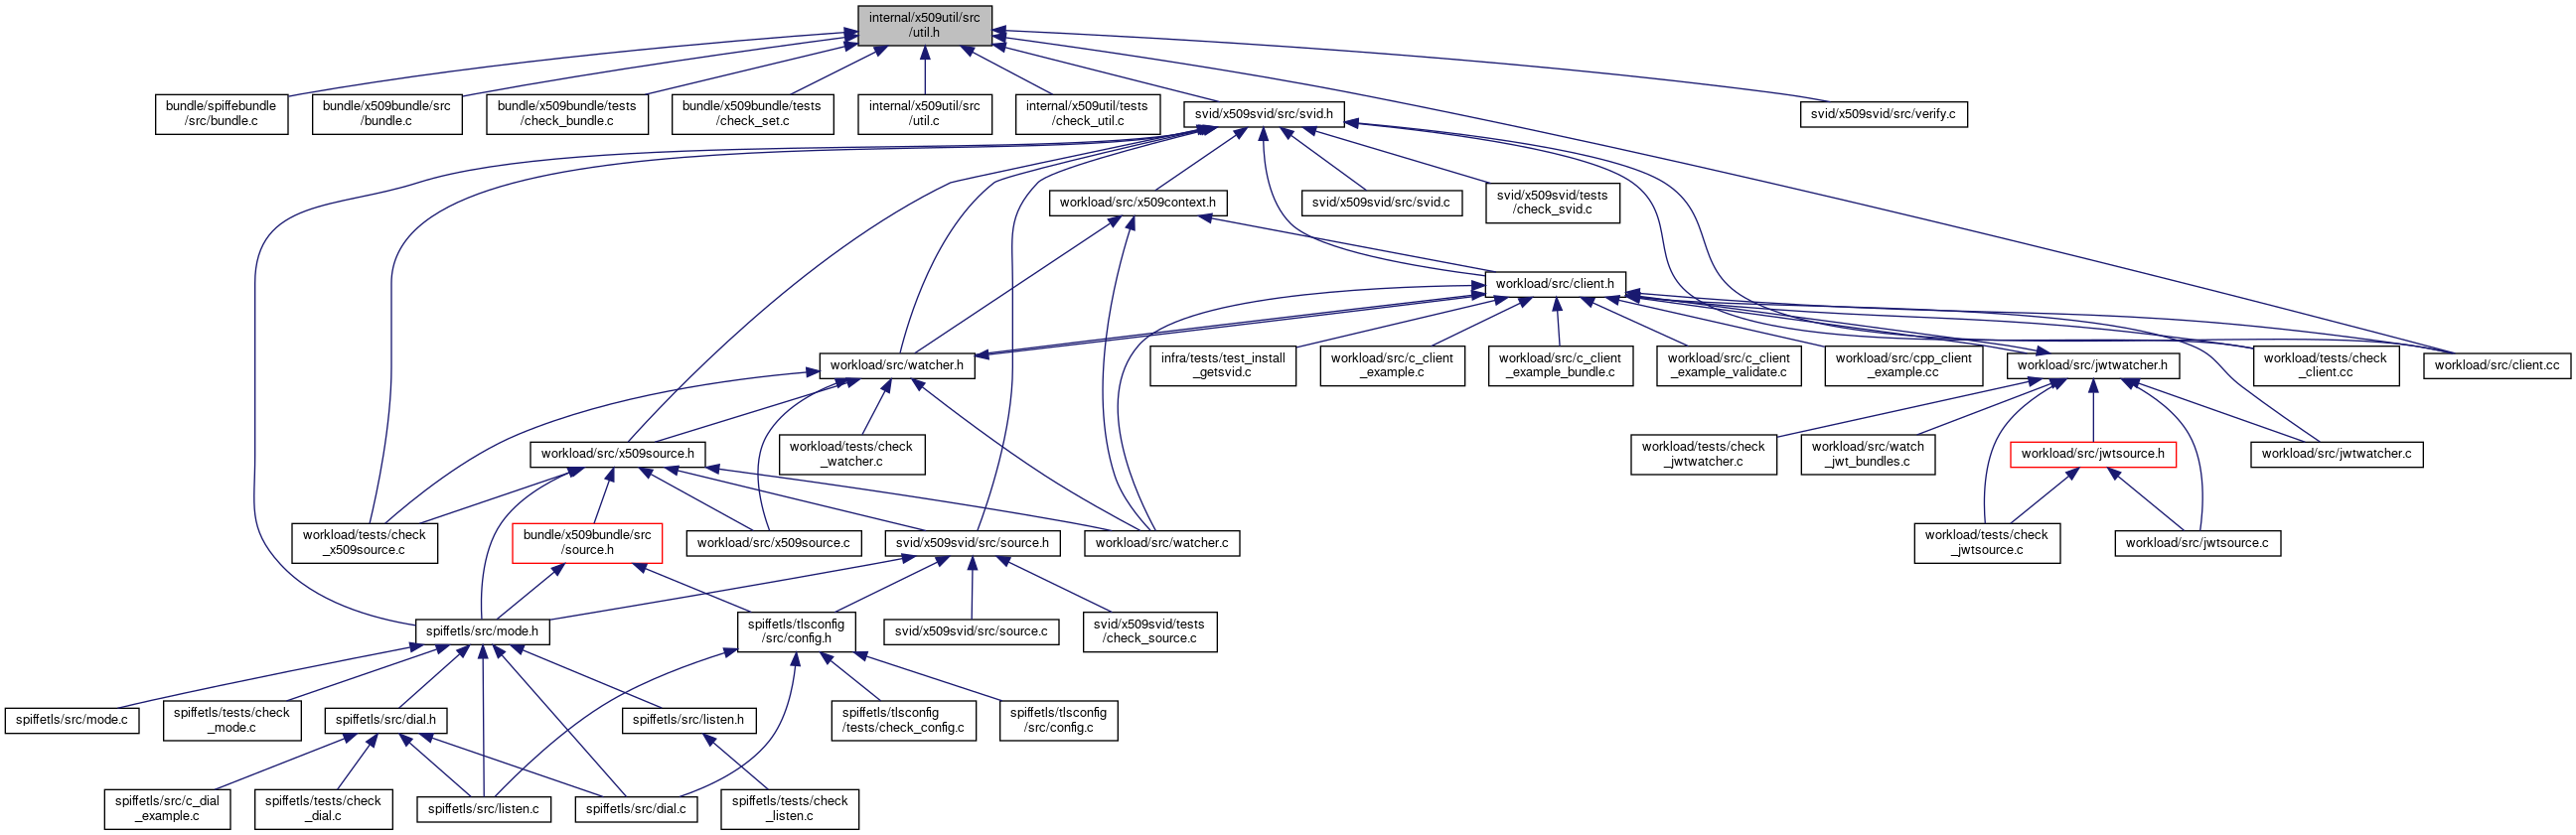 internal/x509util/src
/util.h
bundle/spiffebundle
/src/bundle.c
bundle/x509bundle/src
/bundle.c
bundle/x509bundle/tests
/check_bundle.c
bundle/x509bundle/tests
/check_set.c
internal/x509util/src
/util.c
internal/x509util/tests
/check_util.c
svid/x509svid/src/svid.h
svid/x509svid/src/verify.c
workload/src/x509context.h
svid/x509svid/src/svid.c
svid/x509svid/tests
/check_svid.c
workload/src/client.h
workload/src/watcher.h
infra/tests/test_install
_getsvid.c
workload/src/c_client
_example.c
workload/src/c_client
_example_bundle.c
workload/src/c_client
_example_validate.c
workload/src/cpp_client
_example.cc
workload/src/jwtwatcher.h
workload/tests/check
_client.cc
workload/src/client.cc
workload/src/x509source.h
workload/tests/check
_watcher.c
workload/tests/check
_jwtwatcher.c
workload/src/watch
_jwt_bundles.c
workload/src/jwtsource.h
workload/src/jwtwatcher.c
workload/tests/check
_x509source.c
bundle/x509bundle/src
/source.h
workload/src/x509source.c
svid/x509svid/src/source.h
workload/src/watcher.c
workload/tests/check
_jwtsource.c
workload/src/jwtsource.c
spiffetls/src/mode.h
spiffetls/tlsconfig
/src/config.h
svid/x509svid/src/source.c
svid/x509svid/tests
/check_source.c
spiffetls/src/mode.c
spiffetls/tests/check
_mode.c
spiffetls/src/dial.h
spiffetls/src/listen.h
spiffetls/tlsconfig
/tests/check_config.c
spiffetls/tlsconfig
/src/config.c
spiffetls/src/c_dial
_example.c
spiffetls/tests/check
_dial.c
spiffetls/src/listen.c
spiffetls/src/dial.c
spiffetls/tests/check
_listen.c